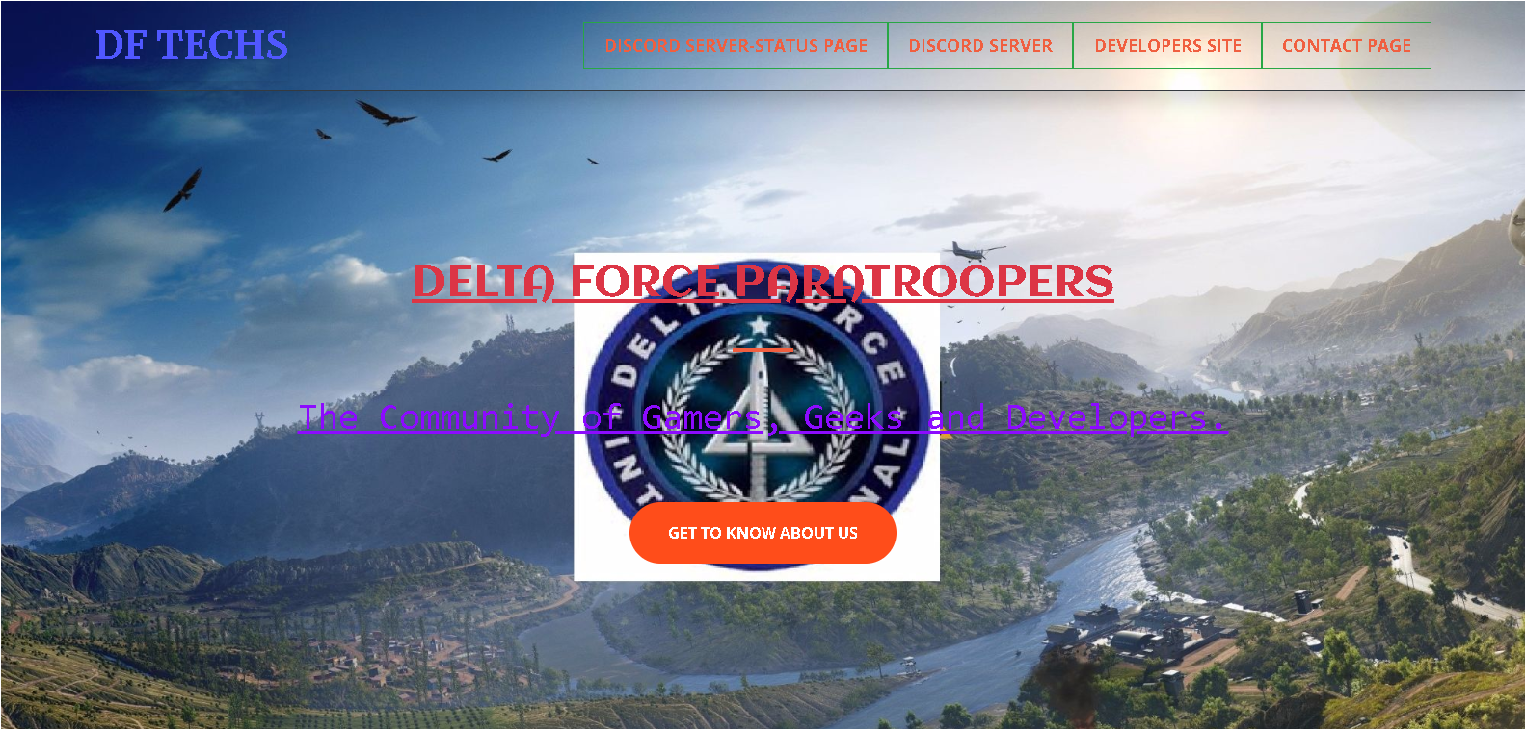 DF TECHS
DISCORD SERVER-STATUS PAGE
DISCORD SERVER
DEVELOPERS SITE
CONTACT PAGE
DELTA FORCE PARATROOPERS
DELTA FORCE
The Community of Gamers, Geeks and Developers.
GET TO KNOW ABOUT US